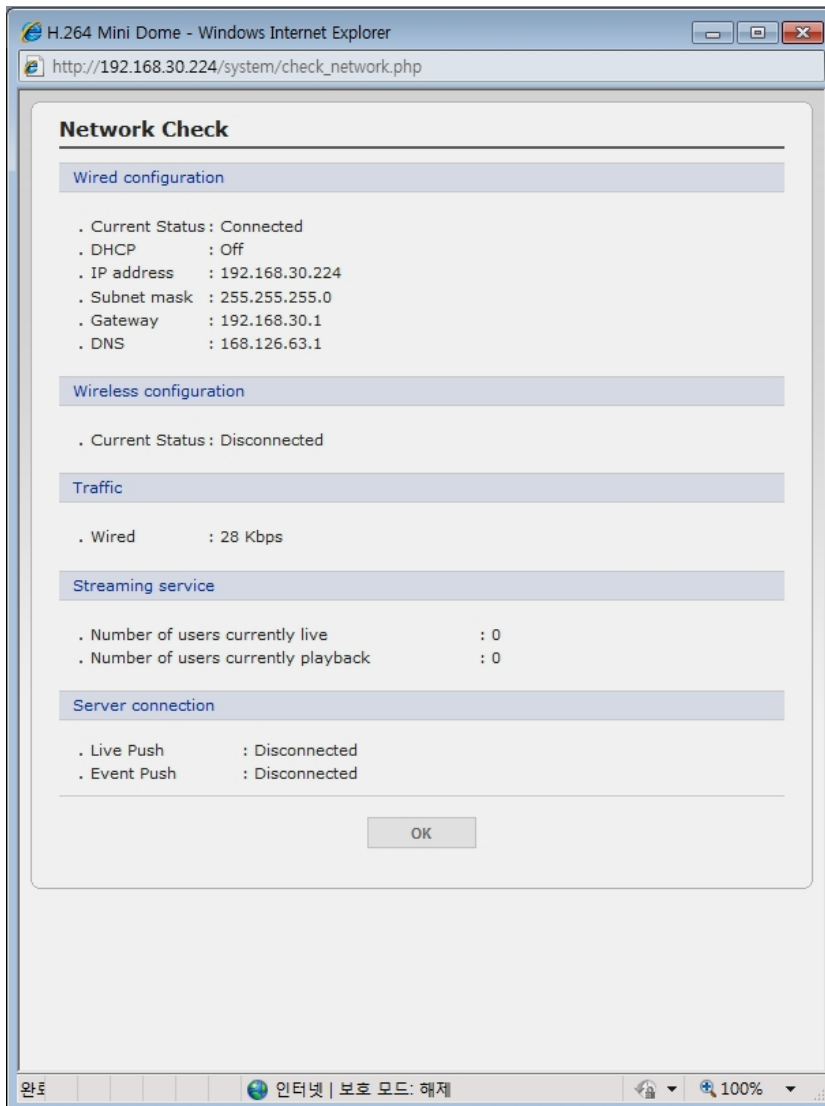 H.264 Mini Dome - Windows Internet Explorer
http://192.168.30.224/system/check_network.php
Network Check
Wired configuration
. Current Status : Connected
. DHCP : Off
. IP address : 192.168.30.224
. Subnet mask : 255.255.255.0
. Gateway : 192.168.30.1
. DNS : 168.126.63.1
Wireless configuration
. Current Status : Disconnected
Traffic
. Wired : 28 Kbps
Streaming service
. Number of users currently live : 0
. Number of users currently playback : 0
Server connection
. Live Push : Disconnected
. Event Push : Disconnected
OK
완료 인터넷 | 보호 모드: 해제 100%